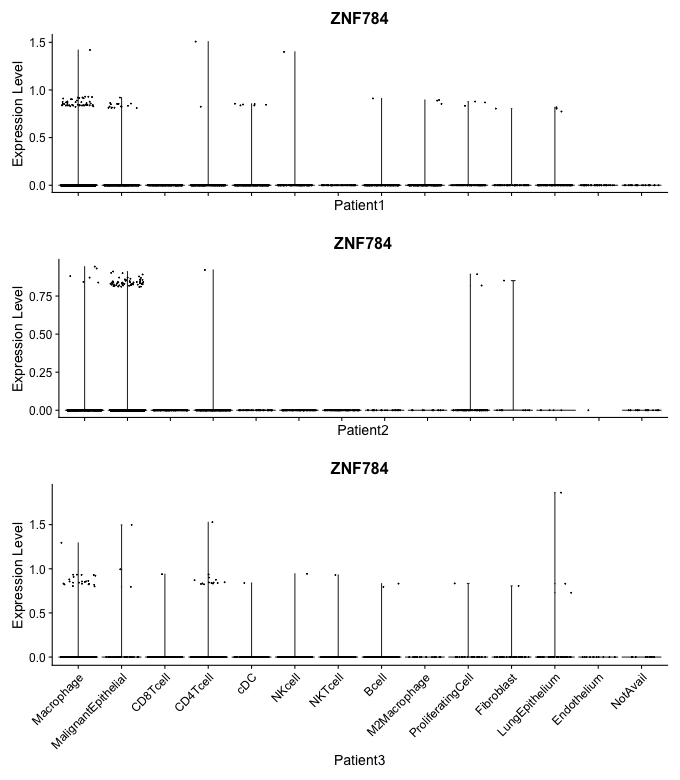 ZNF784
Expression Level
1.5
1.0
0.5
0.0
Patient1
ZNF784
Expression Level
0.75
0.50
0.25
0.00
Patient2
ZNF784
Expression Level
1.5
1.0
0.5
0.0
Macrophage
MalignantEpithelial
CD8Tcell
CD4Tcell
cDC
NKcell
NKTcell
Bcell
M2Macrophage
ProliferatingCell
Fibroblast
LungEpithelium
Endothelium
NotAvail
Patient3